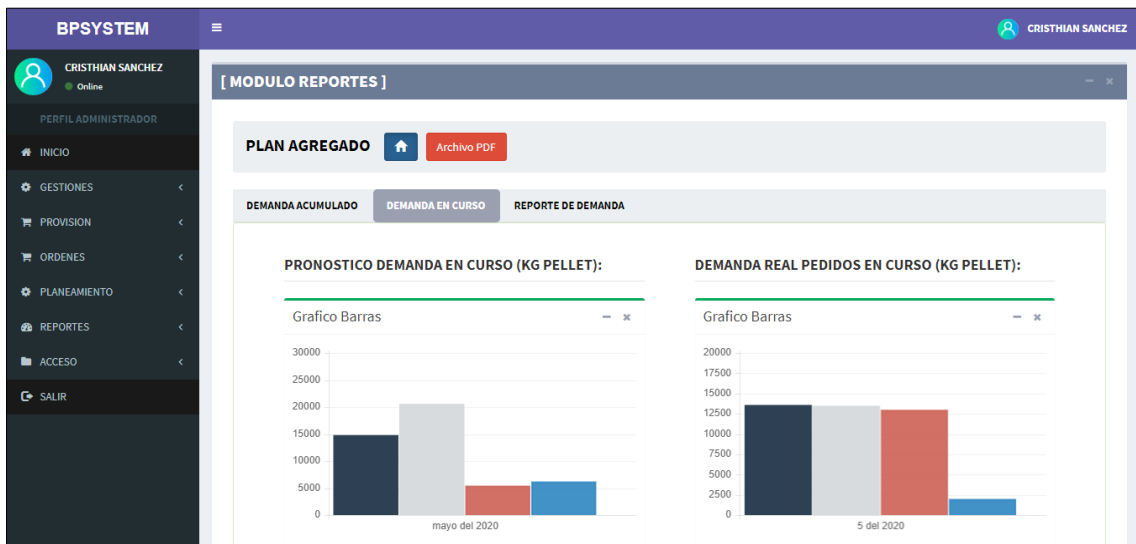 BPSYSTEM
CRISTHIAN SANCHEZ
CRISTHIAN SANCHEZ
Online
PERFIL ADMINISTRADOR
INICIO
GESTIONES
PROVISION
ORDENES
PLANEAMIENTO
REPORTES
ACCESO
SALIR
[ MODULO REPORTES ]
PLAN AGREGADO
Archivo PDF
DEMANDA ACUMULADO
DEMANDA EN CURSO
REPORTE DE DEMANDA
PRONOSTICO DEMANDA EN CURSO (KG PELLET):
Grafico Barras
30000
25000
20000
15000
10000
5000
0
mayo del 2020
DEMANDA REAL PEDIDOS EN CURSO (KG PELLET):
Grafico Barras
20000
17500
15000
12500
10000
7500
5000
2500
0
5 del 2020